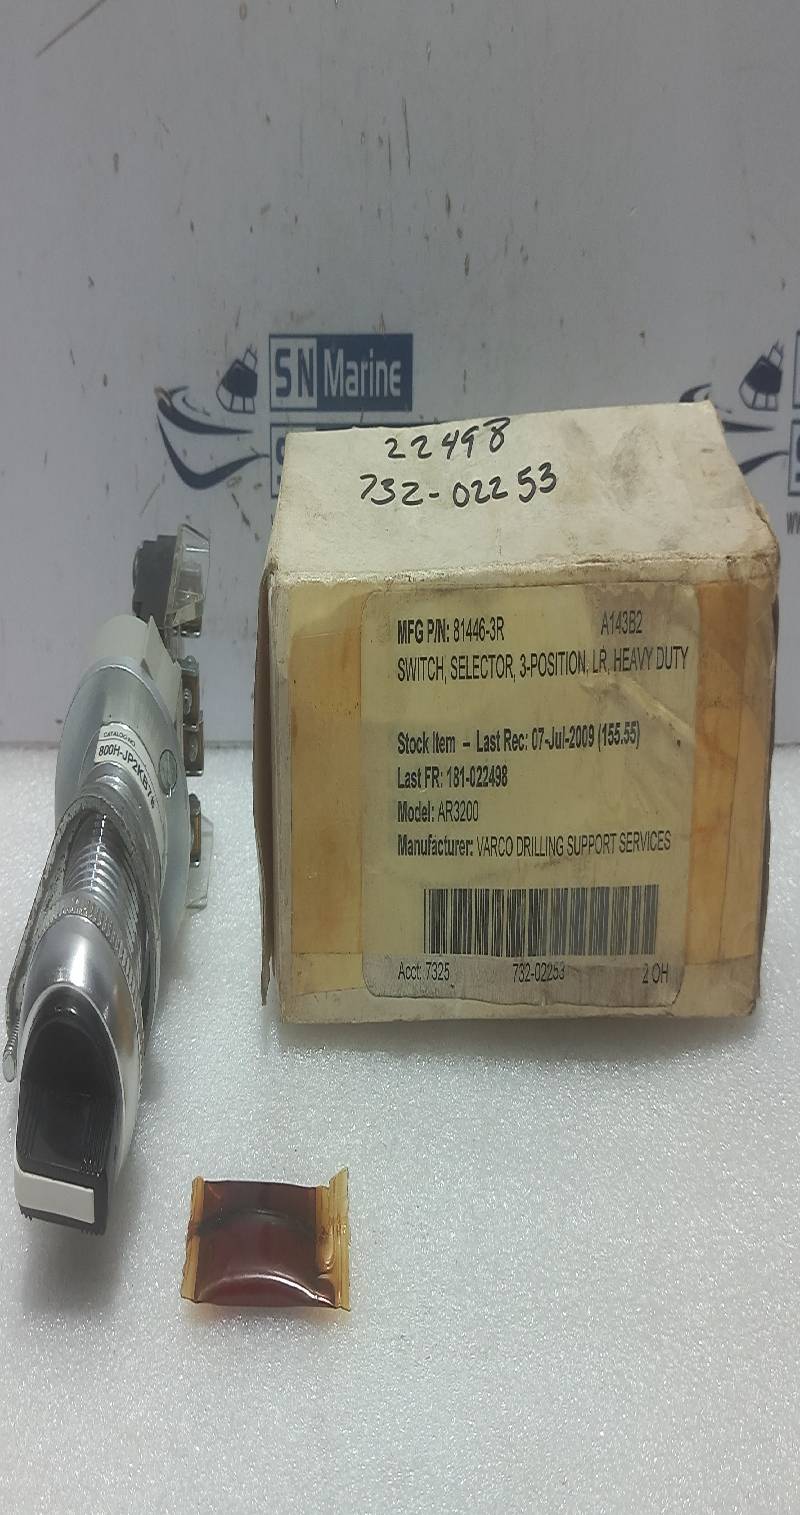 SN Marine
22498
732-02253
MFG P/N: 81446-3R A143B2
SWITCH, SELECTOR, 3-POSITION, LR, HEAVY DUTY
Stock Item - Last Rec: 07-Jul-2009 (155.55)
Last FR: 181-022498
Model: AR3200
Manufacturer: VARCO DRILLING SUPPORT SERVICES
Acct: 7325 732-02253 2 OH
CATALOG NO.